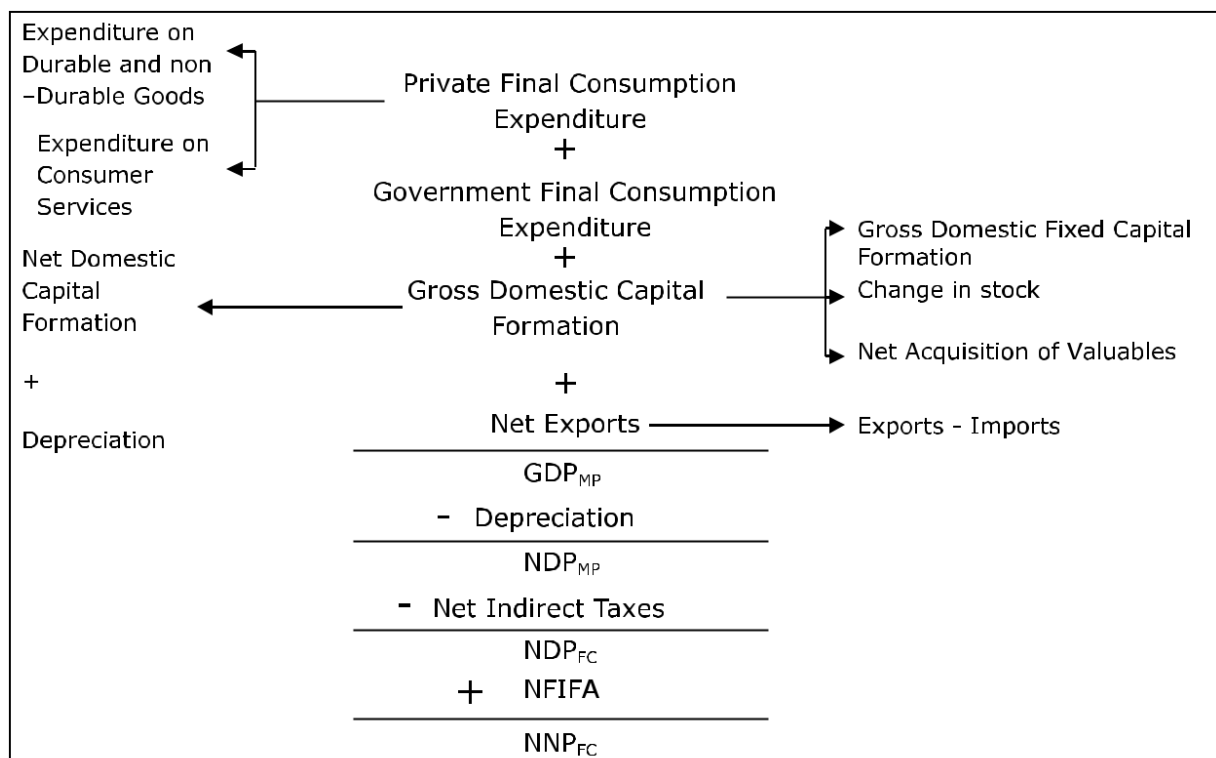 Expenditure on
Durable and non
–Durable Goods
Expenditure on
Consumer
Services
Private Final Consumption
Expenditure
+
Government Final Consumption
Expenditure
+
Net Domestic
Capital
Formation
+
Depreciation
Gross Domestic Capital
Formation
Gross Domestic Fixed Capital
Formation
Change in stock
Net Acquisition of Valuables
+
Net Exports
Exports - Imports
GDPMP
- Depreciation
NDPMP
- Net Indirect Taxes
NDPFC
+ NFIFA
NNPFC